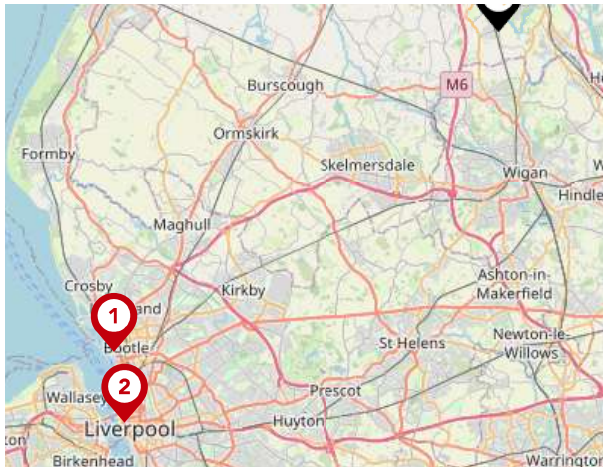 Burscough
M6
Ormskirk
Formby
Skelmersdale
Wigan
Hindle
Maghull
Crosby
Kirkby
Ashton-in-
Makerfield
1
Bootle
St Helens
Newton-le-
Willows
2
Wallasey
Prescot
Liverpool
Huyton
Birkenhead
Warrington